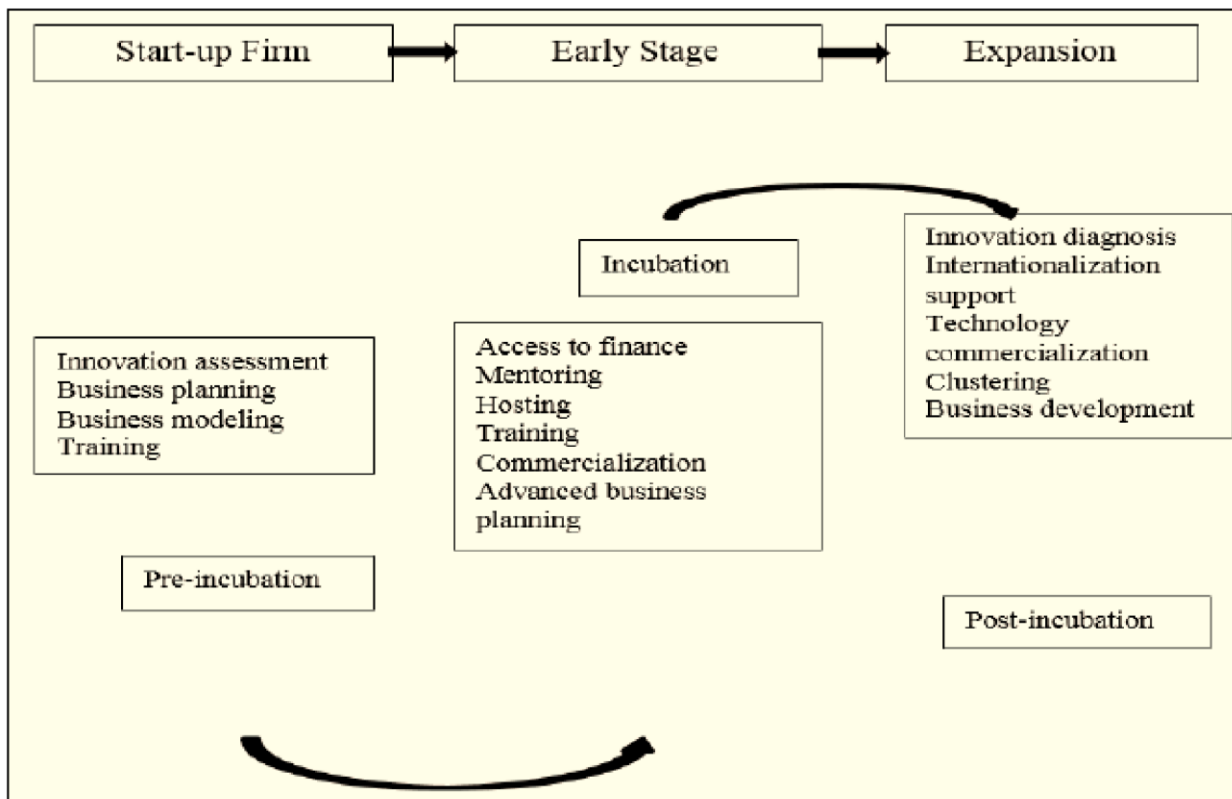 Start-up Firm
Early Stage
Expansion
Incubation
Innovation diagnosis
Internationalization
support
Technology
commercialization
Clustering
Business development
Innovation assessment
Business planning
Business modeling
Training
Access to finance
Mentoring
Hosting
Training
Commercialization
Advanced business
planning
Pre-incubation
Post-incubation